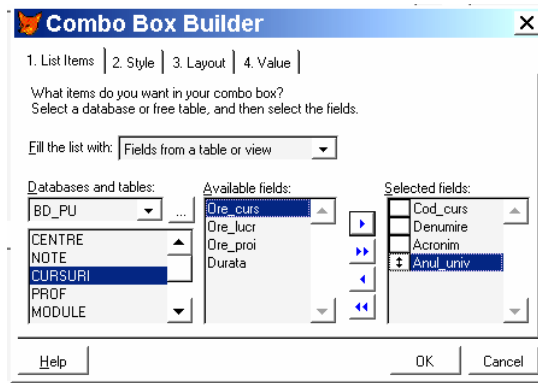 Combo Box Builder
1. List Items 2. Style 3. Layout 4. Value
What items do you want in your combo box?
Select a database or free table, and then select the fields.
Fill the list with: Fields from a table or view
Databases and tables:
BD_PU ...
CENTRE
NOTE
CURSURI
PROF
MODULE
Available fields:
Ore_curs
Ore_lucr
Ore_proi
Durata
Selected fields:
Cod_curs
Denumire
Acronim
Anul_univ
Help OK Cancel